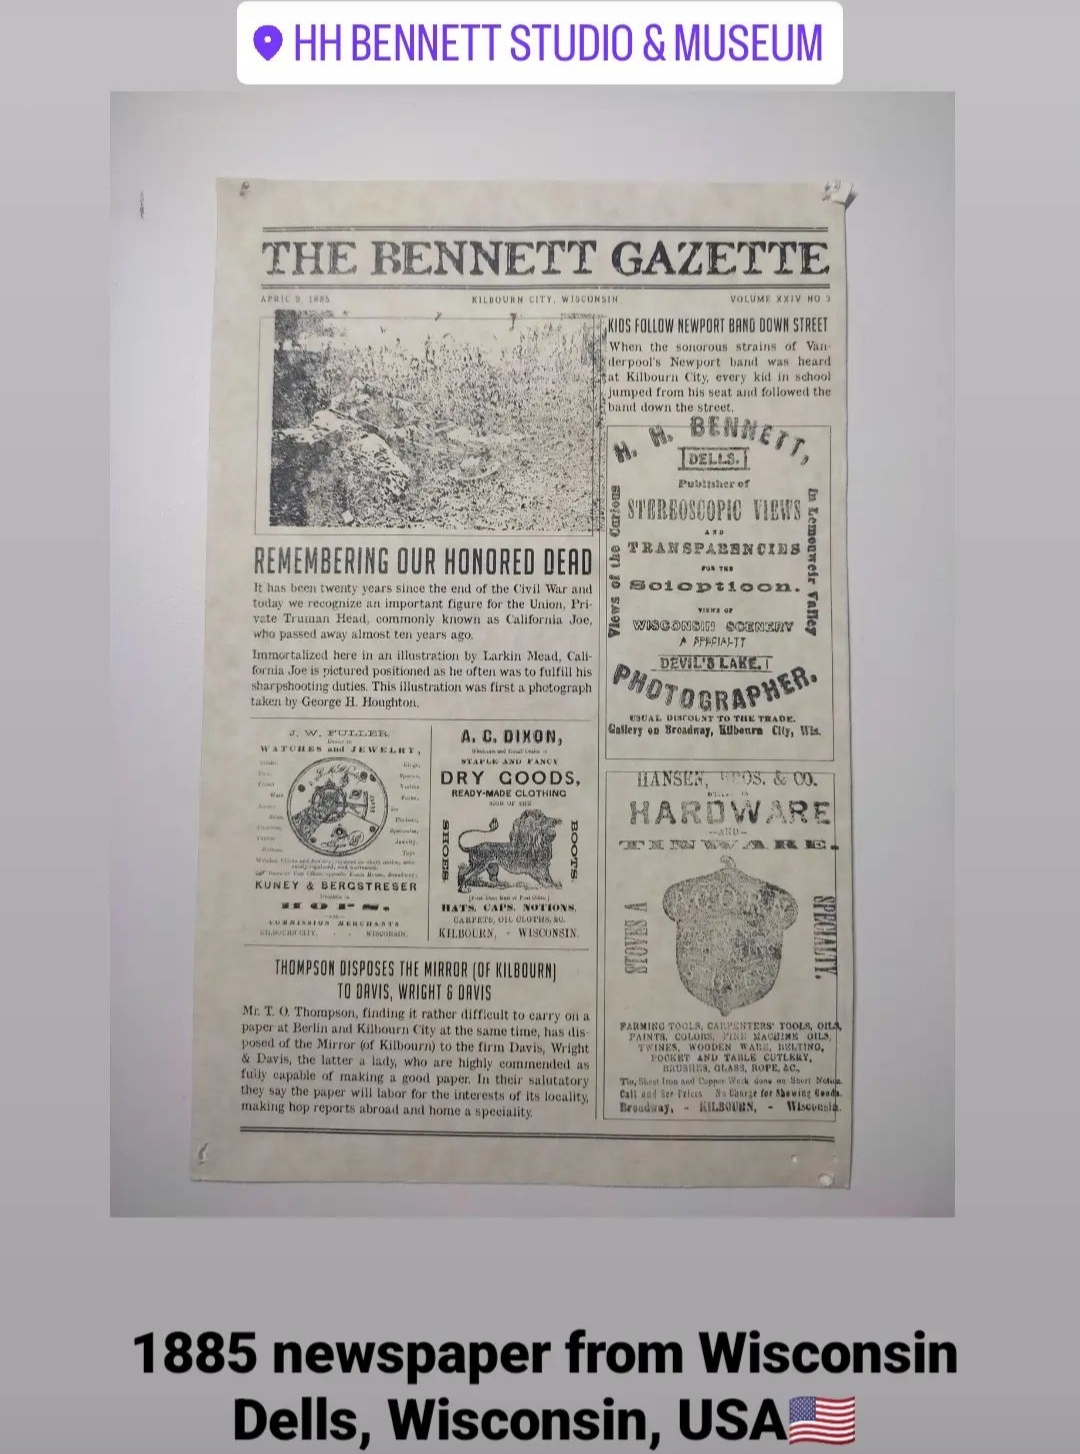 HH BENNETT STUDIO & MUSEUM
THE BENNETT GAZETTE
APRIL 9, 1885
KILBOURN CITY, WISCONSIN
VOLUME XXIV NO 3
REMEMBERING OUR HONORED DEAD
It has been twenty years since the end of the Civil War and
today we recognize an important figure for the Union, Pri-
vate Truman Head, commonly known as California Joe,
who passed away almost ten years ago.
Immortalized here in an illustration by Larkin Mead, Cali-
fornia Joe is pictured positioned as he often was to fulfill his
sharpshooting duties. This illustration was first a photograph
taken by George H. Houghton.
J. W. FULLER
WATCHES and JEWELRY,
KUNEY & BERGSTRESER
HOPS.
COMMISSION MERCHANTS
KILBOURN CITY, - - WISCONSIN.
A. C. DIXON,
STAPLE AND FANCY
DRY GOODS,
READY-MADE CLOTHING
SIGN OF THE
SHOES.
BOOTS.
HATS, CAPS, NOTIONS,
CARPETS, OIL CLOTHS, &C.
KILBOURN, - WISCONSIN.
THOMPSON DISPOSES THE MIRROR (OF KILBOURN)
TO DAVIS, WRIGHT & DAVIS
Mr. T. O. Thompson, finding it rather difficult to carry on a
paper at Berlin and Kilbourn City at the same time, has dis-
posed of the Mirror (of Kilbourn) to the firm Davis, Wright
& Davis, the latter a lady, who are highly commended as
fully capable of making a good paper. In their salutatory
they say the paper will labor for the interests of its locality,
making hop reports abroad and home a speciality.
KIDS FOLLOW NEWPORT BAND DOWN STREET
When the sonorous strains of Van-
derpool's Newport band was heard
at Kilbourn City, every kid in school
jumped from his seat and followed the
band down the street.
H. H. BENNETT,
DELLS.
Publisher of
Views of the Curious
STEREOSCOPIC VIEWS
AND
TRANSPARENCIES
FOR THE
Sciopticon.
VIEWS OF
WISCONSIN SCENERY
A SPECIALTY
In Lemonweir Valley
DEVIL'S LAKE.
PHOTOGRAPHER.
USUAL DISCOUNT TO THE TRADE.
Gallery on Broadway, Kilbourn City, Wis.
HANSEN, BROS. & CO.
HARDWARE
—AND—
TINWARE.
STOVES A
SPECIALTY.
FARMING TOOLS, CARPENTERS' TOOLS, OILS,
PAINTS, COLORS, FINE MACHINE OILS,
TWINES, WOODEN WARE, BELTING,
POCKET AND TABLE CUTLERY,
BRUSHES, GLASS, ROPE, &C.,
Tin, Sheet Iron and Copper Work done on Short Notice.
Call and See Prices No Charge for Showing Goods.
Broadway, - KILBOURN, - Wisconsin.
1885 newspaper from Wisconsin
Dells, Wisconsin, USA🇺🇸